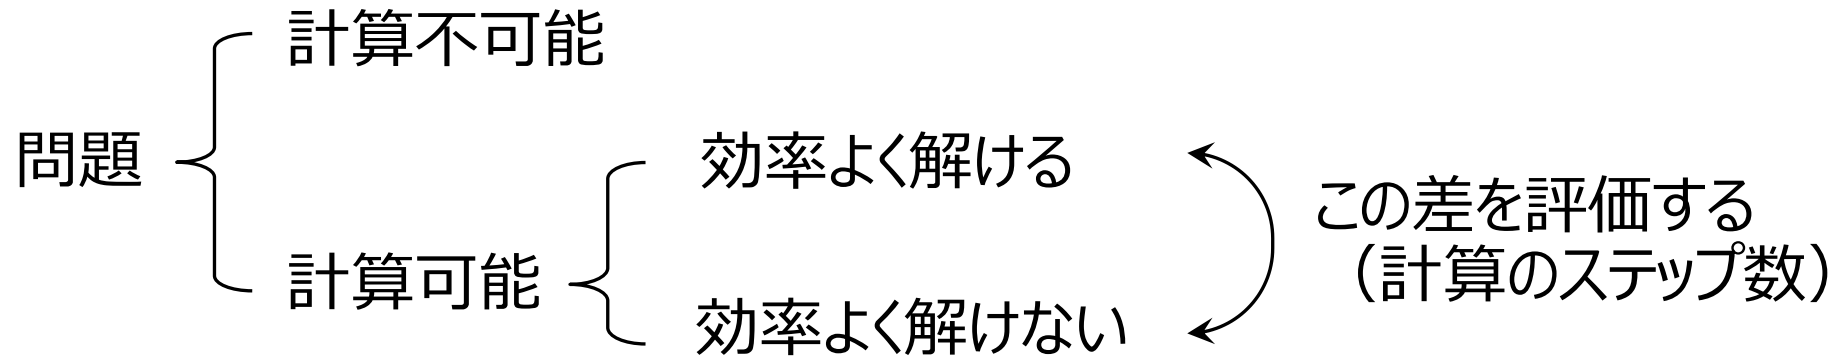 計算不可能
問題
効率よく解ける
この差を評価する
（計算のステップ数）
計算可能
効率よく解けない